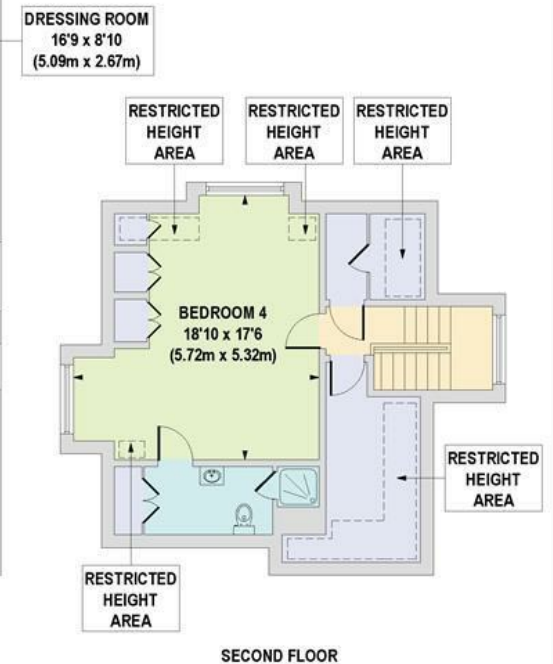 DRESSING ROOM
16'9 x 8'10
(5.09m x 2.67m)
RESTRICTED
HEIGHT
AREA
RESTRICTED
HEIGHT
AREA
RESTRICTED
HEIGHT
AREA
BEDROOM 4
18'10 x 17'6
(5.72m x 5.32m)
RESTRICTED
HEIGHT
AREA
RESTRICTED
HEIGHT
AREA
SECOND FLOOR